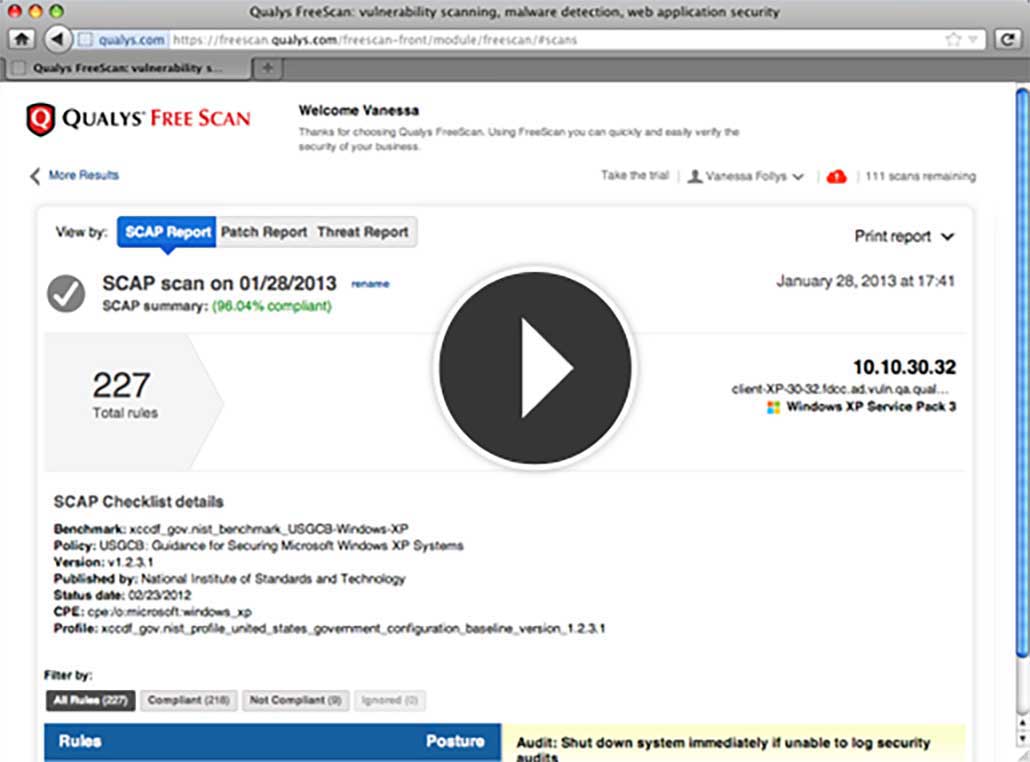 Qualys FreeScan: vulnerability scanning, malware detection, web application security
qualys.com https://freescan.qualys.com/freescan-front/module/freescan/#scans
Qualys FreeScan: vulnerability s...
QUALYS FREE SCAN
Welcome Vanessa
Thanks for choosing Qualys FreeScan. Using FreeScan you can quickly and easily verify the
security of your business.
More Results
Take the trial | Vanessa Follys | 111 scans remaining
View by: SCAP Report Patch Report Threat Report
Print report
SCAP scan on 01/28/2013 rename
January 28, 2013 at 17:41
SCAP summary: (96.04% compliant)
227
Total rules
10.10.30.32
client-XP-30-32.fdcc.ad.vuln.qa.qual...
Windows XP Service Pack 3
SCAP Checklist details
Benchmark: xccdf_gov.nist_benchmark_USGCB-Windows-XP
Policy: USGCB: Guidance for Securing Microsoft Windows XP Systems
Version: v1.2.3.1
Published by: National Institute of Standards and Technology
Status date: 02/23/2012
CPE: cpe:/o:microsoft:windows_xp
Profile: xccdf_gov.nist_profile_united_states_government_configuration_baseline_version_1.2.3.1
Filter by:
All Rules (227) Compliant (218) Not Compliant (9) Ignored (0)
Rules Posture
Audit: Shut down system immediately if unable to log security
audits